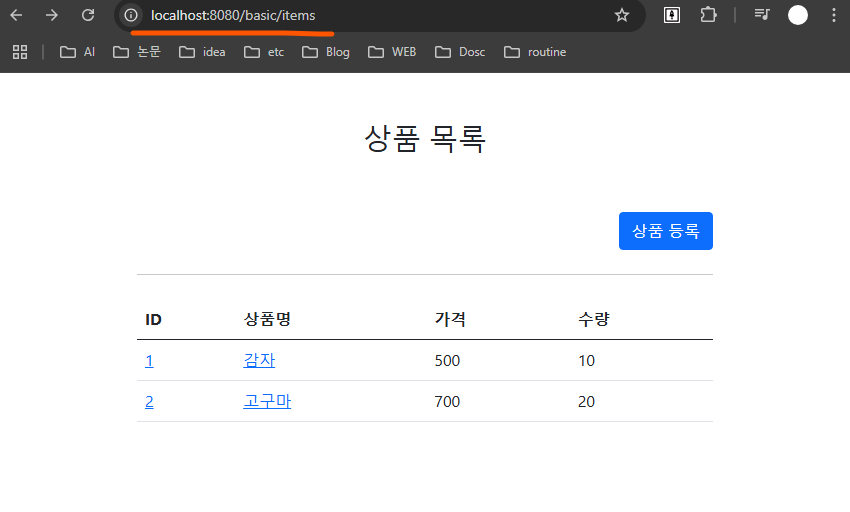 localhost:8080/basic/items
AI 논문 idea etc Blog WEB Dosc routine
상품 목록
상품 등록
ID 상품명 가격 수량
1 감자 500 10
2 고구마 700 20